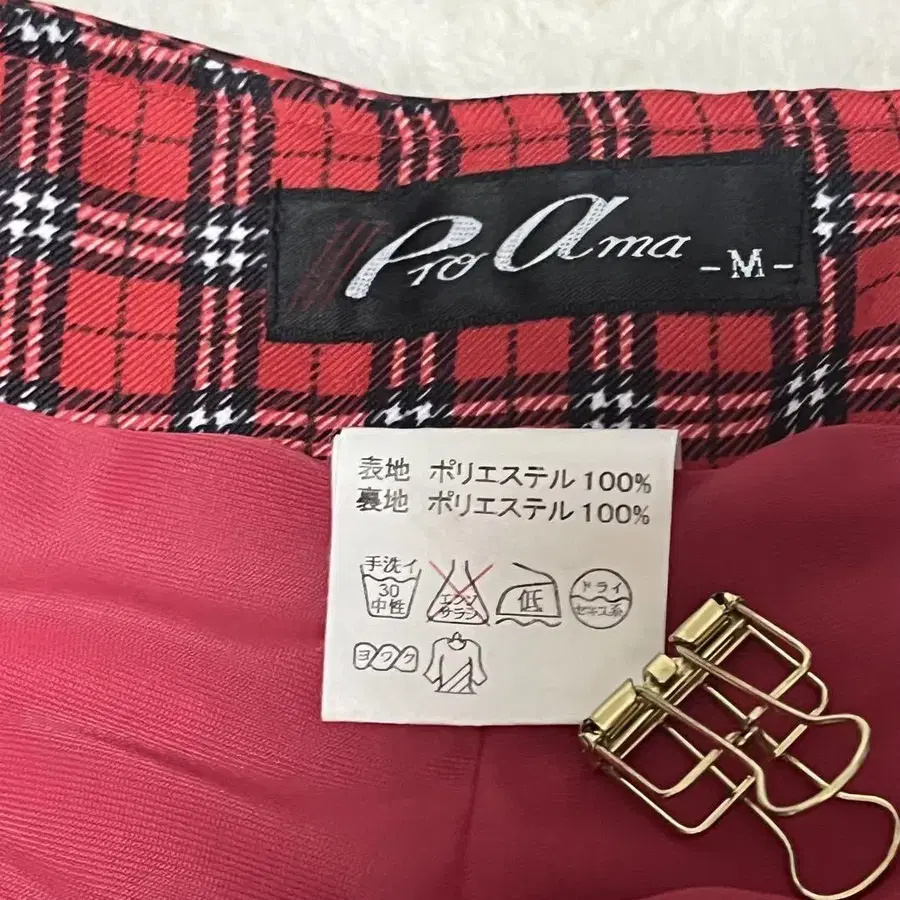 Pro Ama -M-
表地 ポリエステル 100%
裏地 ポリエステル 100%
手洗イ
30
中性
エンソ
サラシ
低
ドライ
セキユ系
ヨワク